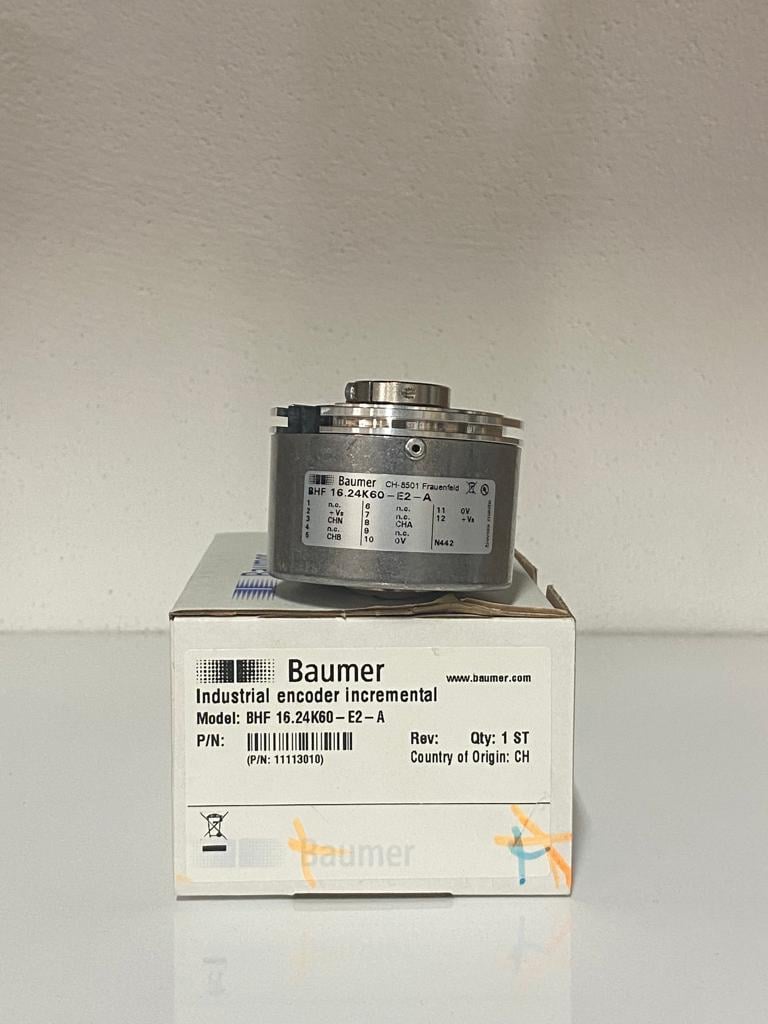 Baumer CH-8501 Frauenfeld
BHF 16.24K60-E2-A
1 n.c. 6 n.c. 11 0V
2 +Vs 7 n.c. 12 +Vs
3 CHN 8 CHA
4 n.c. 9 n.c.
5 CHB 10 0V N442
Baumer
Baumer www.baumer.com
Industrial encoder incremental
Model: BHF 16.24K60-E2-A
P/N: Rev: Qty: 1 ST
(P/N: 11113010) Country of Origin: CH
Baumer